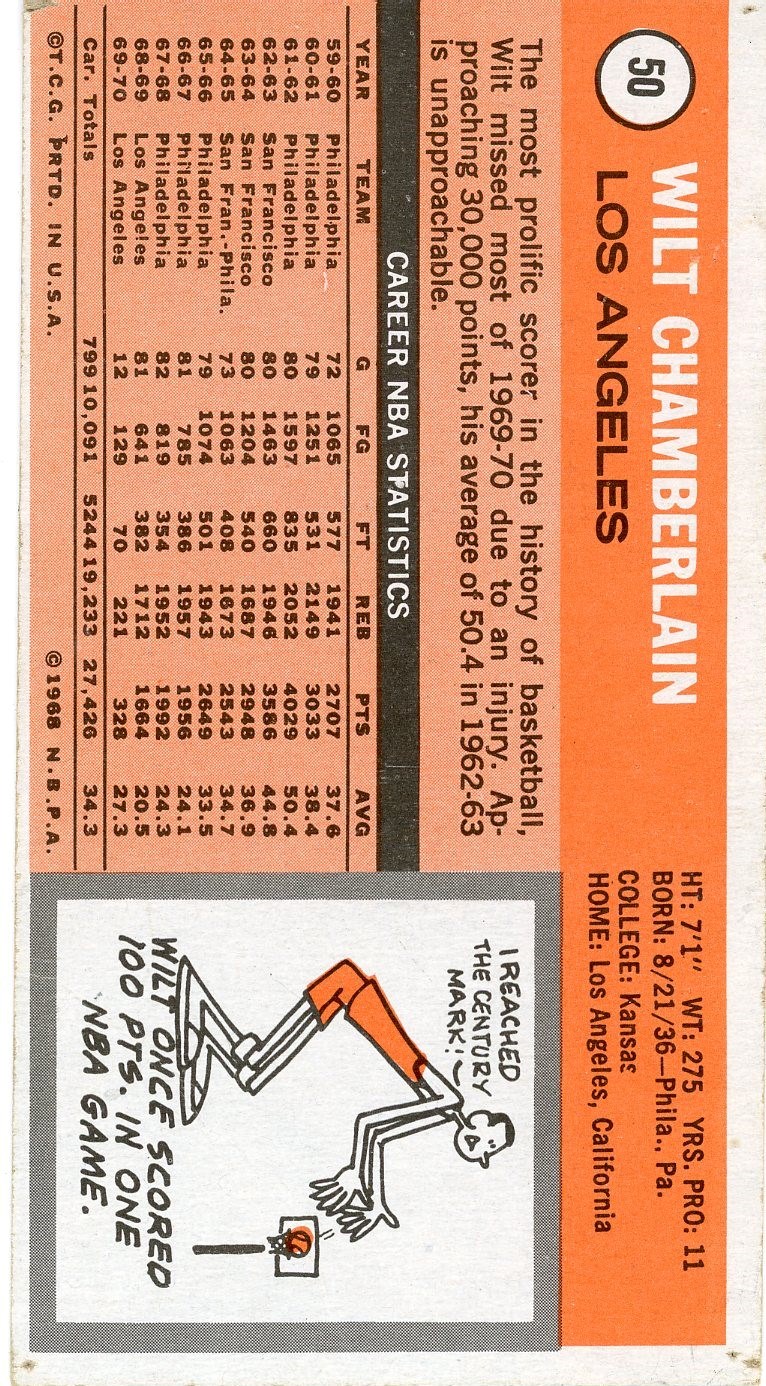 50
WILT CHAMBERLAIN
LOS ANGELES
HT: 7'1" WT: 275 YRS. PRO: 11
BORN: 8/21/36—Phila., Pa.
COLLEGE: Kansas
HOME: Los Angeles, California
The most prolific scorer in the history of basketball,
Wilt missed most of 1969-70 due to an injury. Ap-
proaching 30,000 points, his average of 50.4 in 1962-63
is unapproachable.
CAREER NBA STATISTICS
YEAR TEAM G FG FT REB PTS AVG
59-60 Philadelphia 72 1065 577 1941 2707 37.6
60-61 Philadelphia 79 1251 531 2149 3033 38.4
61-62 Philadelphia 80 1597 835 2052 4029 50.4
62-63 San Francisco 80 1463 660 1946 3586 44.8
63-64 San Francisco 80 1204 540 1687 2948 36.9
64-65 San Fran.-Phila. 73 1063 408 1673 2543 34.7
65-66 Philadelphia 79 1074 501 1943 2649 33.5
66-67 Philadelphia 81 785 386 1957 1956 24.1
67-68 Philadelphia 82 819 354 1952 1992 24.3
68-69 Los Angeles 81 641 382 1712 1664 20.5
69-70 Los Angeles 12 129 70 221 328 27.3
Car. Totals 799 10,091 5244 19,233 27,426 34.3
©T.C.G. PRTD. IN U.S.A. ©1968 N.B.P.A.
I REACHED
THE CENTURY
MARK!
WILT ONCE SCORED
100 PTS. IN ONE
NBA GAME.